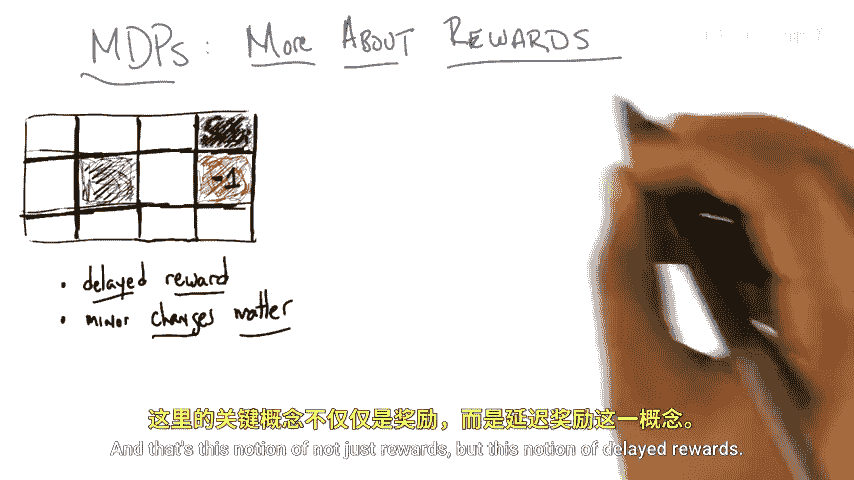 MDPs: MORE ABOUT REWARDS
-1
• delayed reward
• minor changes matter
这里的关键概念不仅仅是奖励，而是延迟奖励这一概念。
And that's this notion of not just rewards, but this notion of delayed rewards.